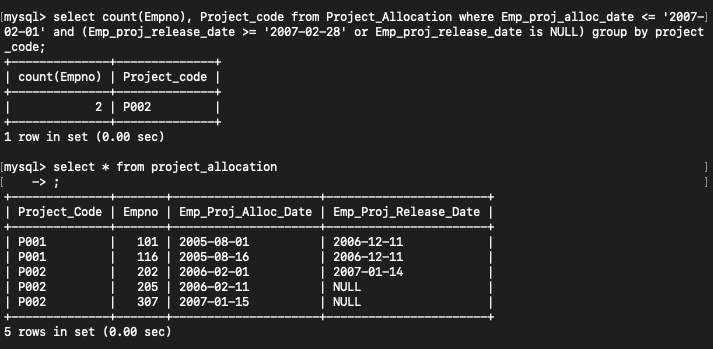 [mysql> select count(Empno), Project_code from Project_Allocation where Emp_proj_alloc_date <= '2007-]
02-01' and (Emp_proj_release_date >= '2007-02-28' or Emp_proj_release_date is NULL) group by project
_code;
+--------------+--------------+
| count(Empno) | Project_code |
+--------------+--------------+
|            2 | P002         |
+--------------+--------------+
1 row in set (0.00 sec)
[mysql> select * from project_allocation ]
[    -> ; ]
+--------------+-------+---------------------+-----------------------+
| Project_Code | Empno | Emp_Proj_Alloc_Date | Emp_Proj_Release_Date |
+--------------+-------+---------------------+-----------------------+
| P001         |   101 | 2005-08-01          | 2006-12-11            |
| P001         |   116 | 2005-08-16          | 2006-12-11            |
| P002         |   202 | 2006-02-01          | 2007-01-14            |
| P002         |   205 | 2006-02-11          | NULL                  |
| P002         |   307 | 2007-01-15          | NULL                  |
+--------------+-------+---------------------+-----------------------+
5 rows in set (0.00 sec)